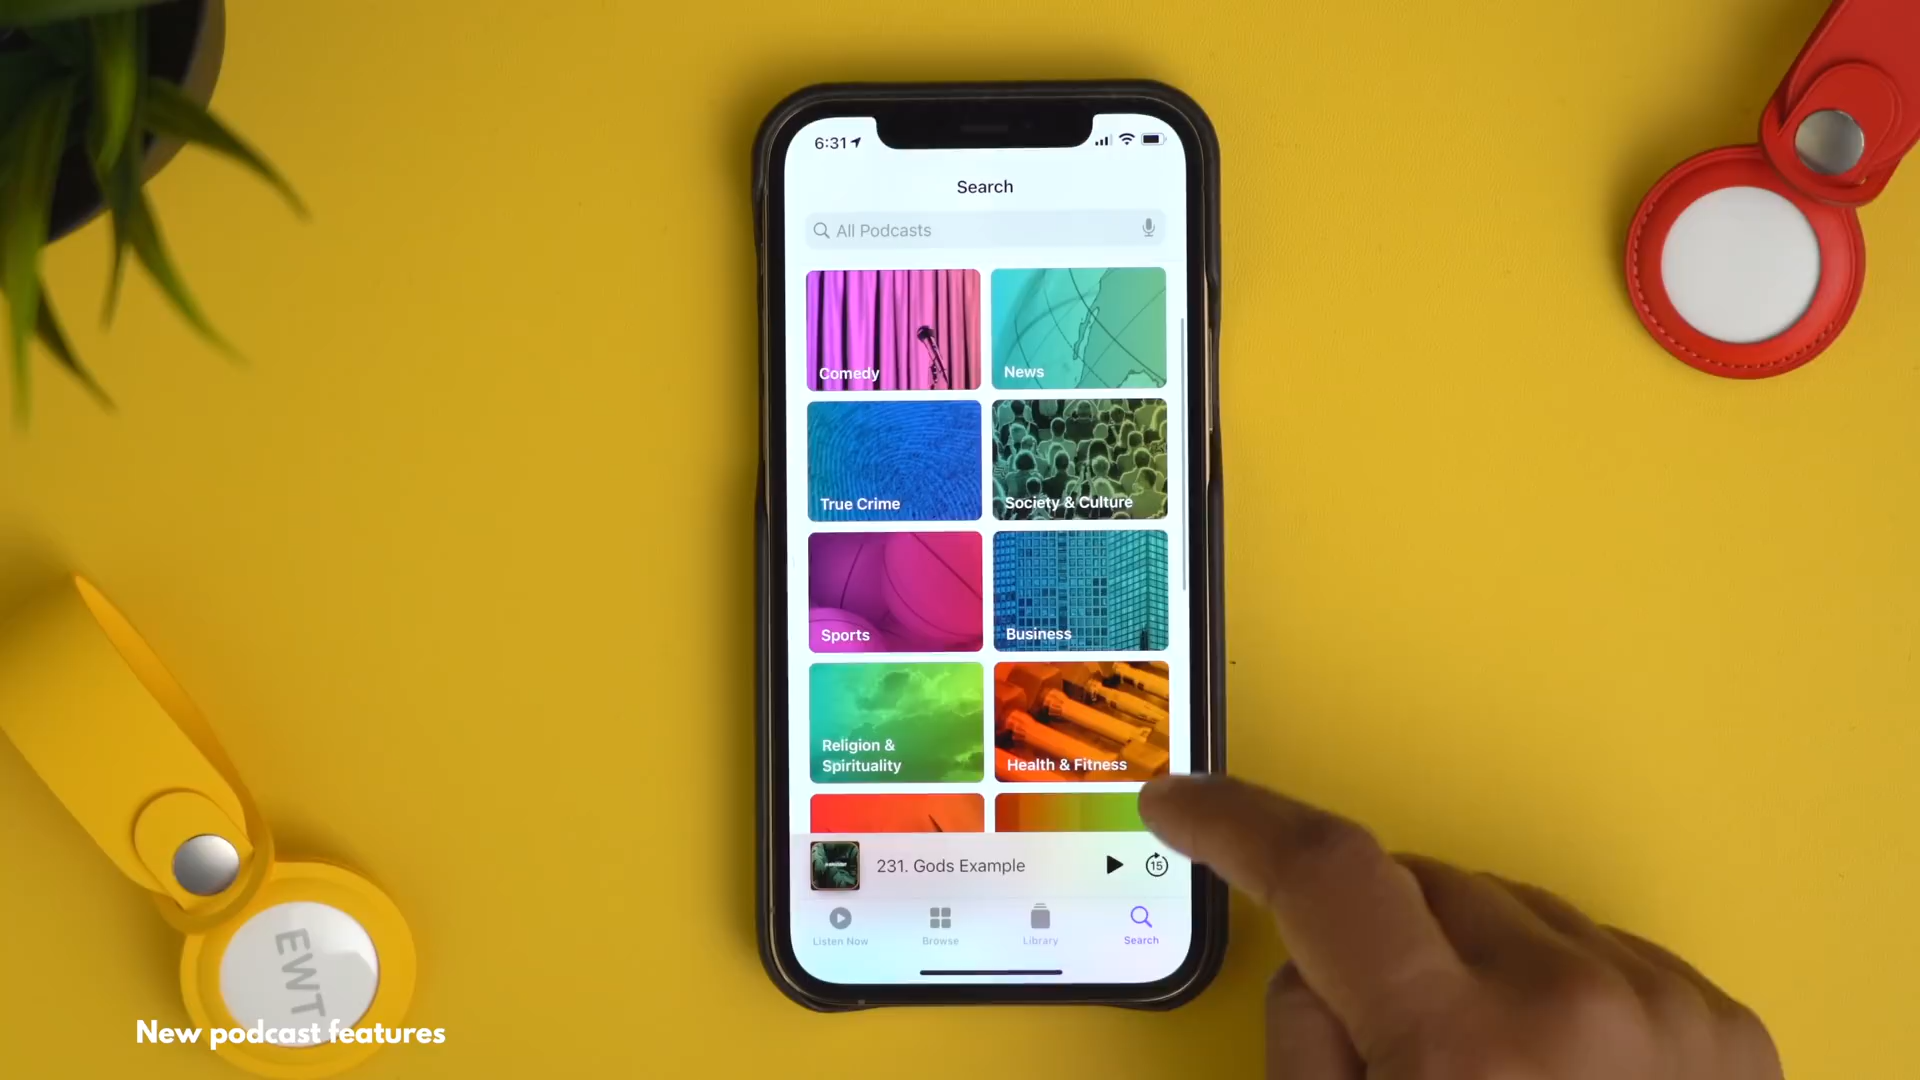 6:31
Search
All Podcasts
Comedy
News
True Crime
Society & Culture
Sports
Business
Religion &
Spirituality
Health & Fitness
231. Gods Example
15
Listen Now
Browse
Library
Search
EWT
New podcast features